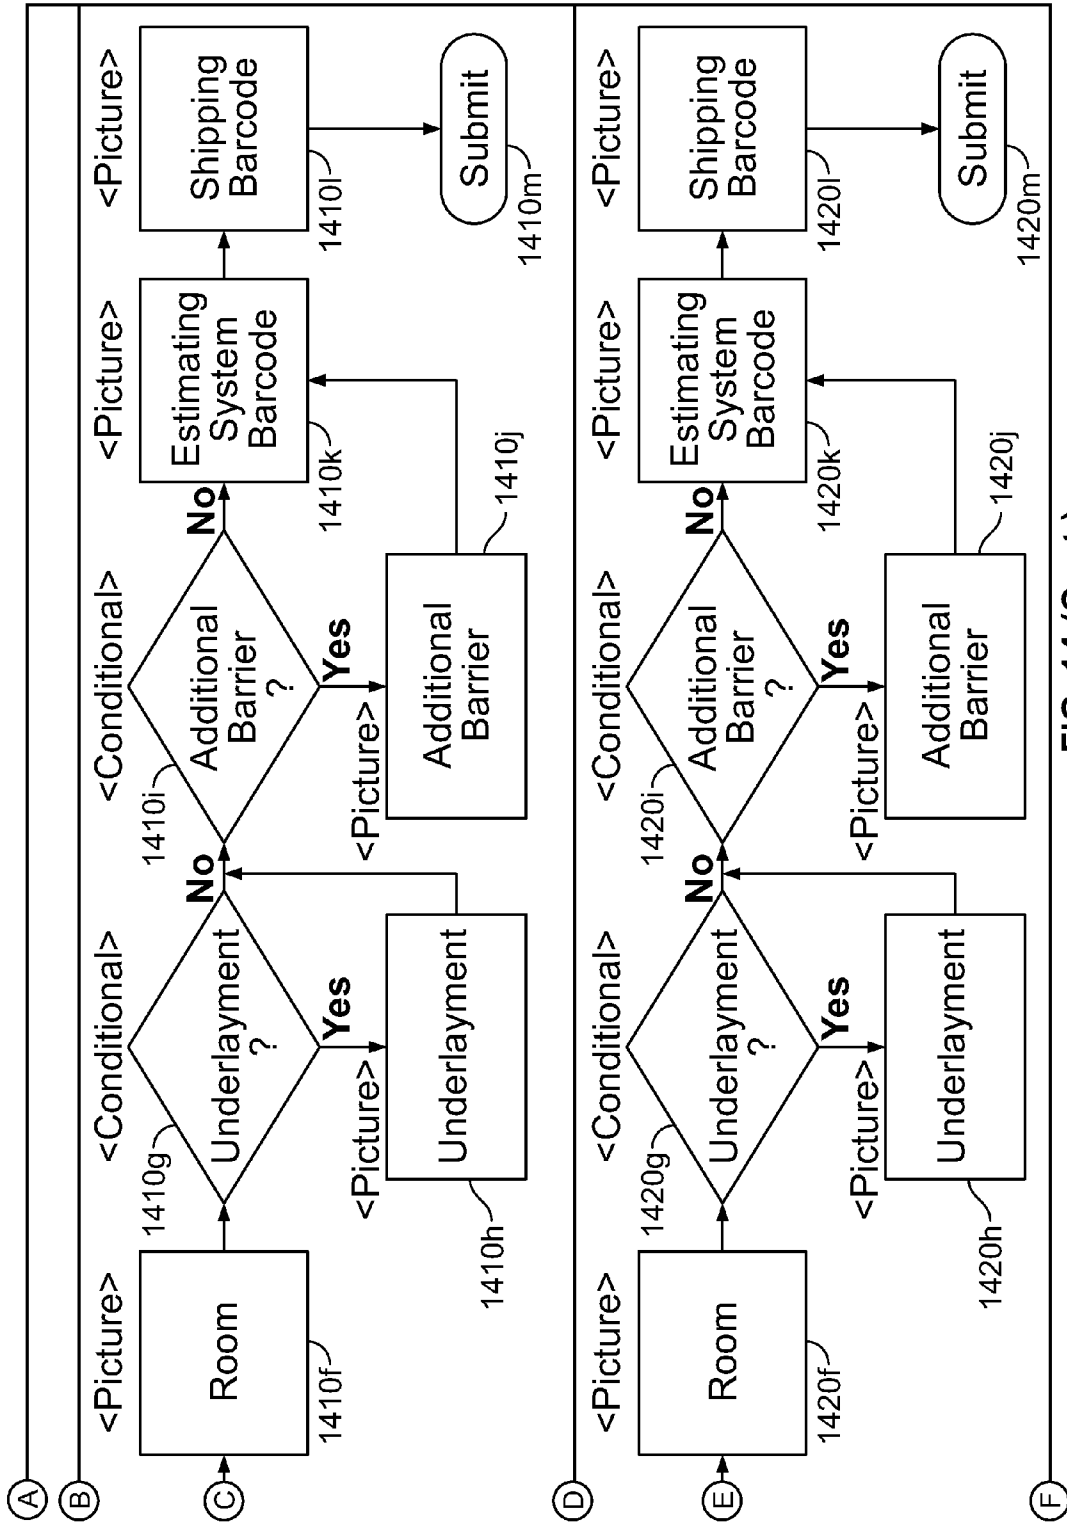 A
B
C
<Picture>
Room
1410f
<Conditional>
1410g
Underlayment
?
No
Yes
<Picture>
Underlayment
1410h
<Conditional>
1410i
Additional
Barrier
?
No
Yes
<Picture>
Additional
Barrier
1410j
<Picture>
Estimating
System
Barcode
1410k
<Picture>
Shipping
Barcode
1410l
Submit
1410m
D
E
<Picture>
Room
1420f
<Conditional>
1420g
Underlayment
?
No
Yes
<Picture>
Underlayment
1420h
<Conditional>
1420i
Additional
Barrier
?
No
Yes
<Picture>
Additional
Barrier
1420j
<Picture>
Estimating
System
Barcode
1420k
<Picture>
Shipping
Barcode
1420l
Submit
1420m
F